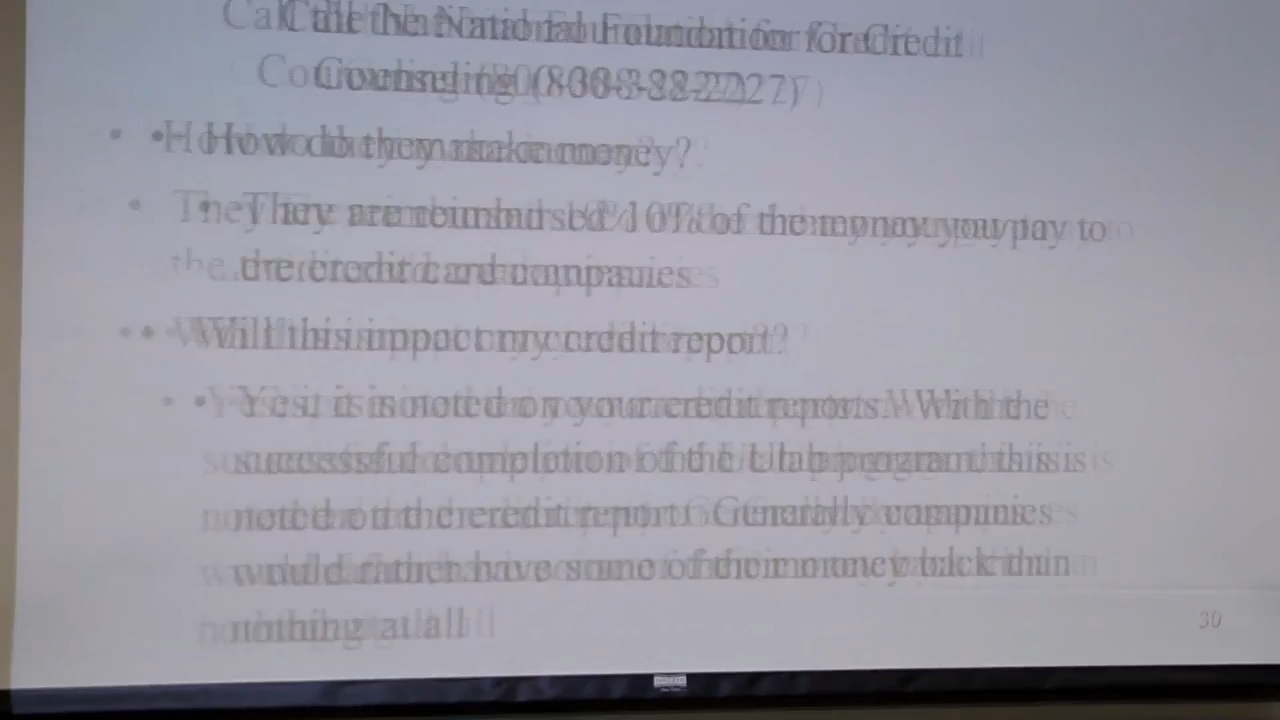 Call the National Foundation for Credit
Counseling (800-388-2227)
• How do they make money?
• They are reimbursed 10% of the money you pay to
the credit card companies
• Will this impact my credit report?
• Yes, it is noted on your credit reports. With the
successful completion of the program, this is
noted on the credit report. Generally companies
would rather have some of their money back than
nothing at all
30